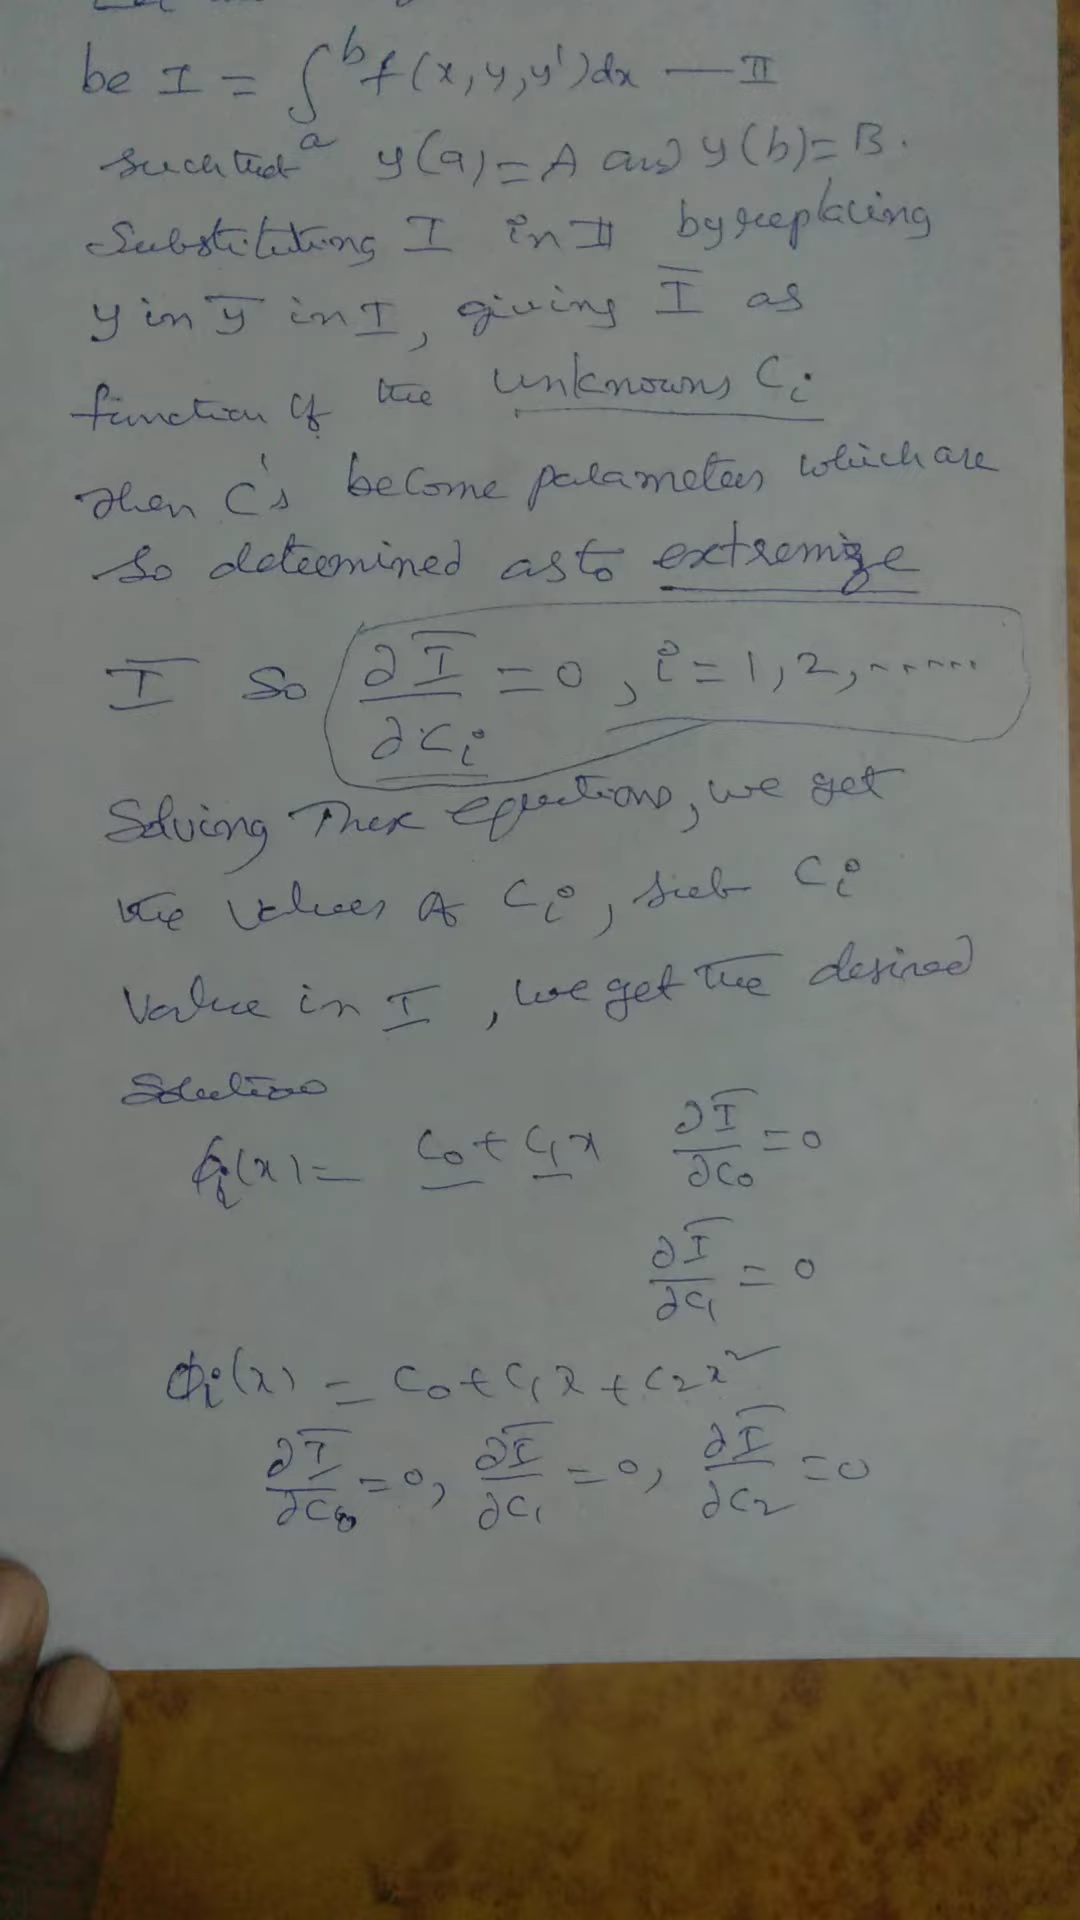 be I = ∫ₐᵇ f(x, y, y')dx — II
such that y(a) = A and y(b) = B.
Substituting I in II by replacing
y in y̅ in I, giving I̅ as
function of the unknowns Cᵢ
then C's become parameters which are
so determined as to extremize
I̅ so ∂I̅/∂cᵢ = 0, i = 1, 2, ......
Solving These equations, we get
the values of Cᵢ, sub Cᵢ
value in I, we get the desired
Solution
ϕᵢ(x) = C₀ + C₁x ∂I̅/∂C₀ = 0
∂I̅/∂C₁ = 0
ϕᵢ(x) = C₀ + C₁x + C₂x²
∂I̅/∂C₀ = 0, ∂I̅/∂C₁ = 0, ∂I̅/∂C₂ = 0